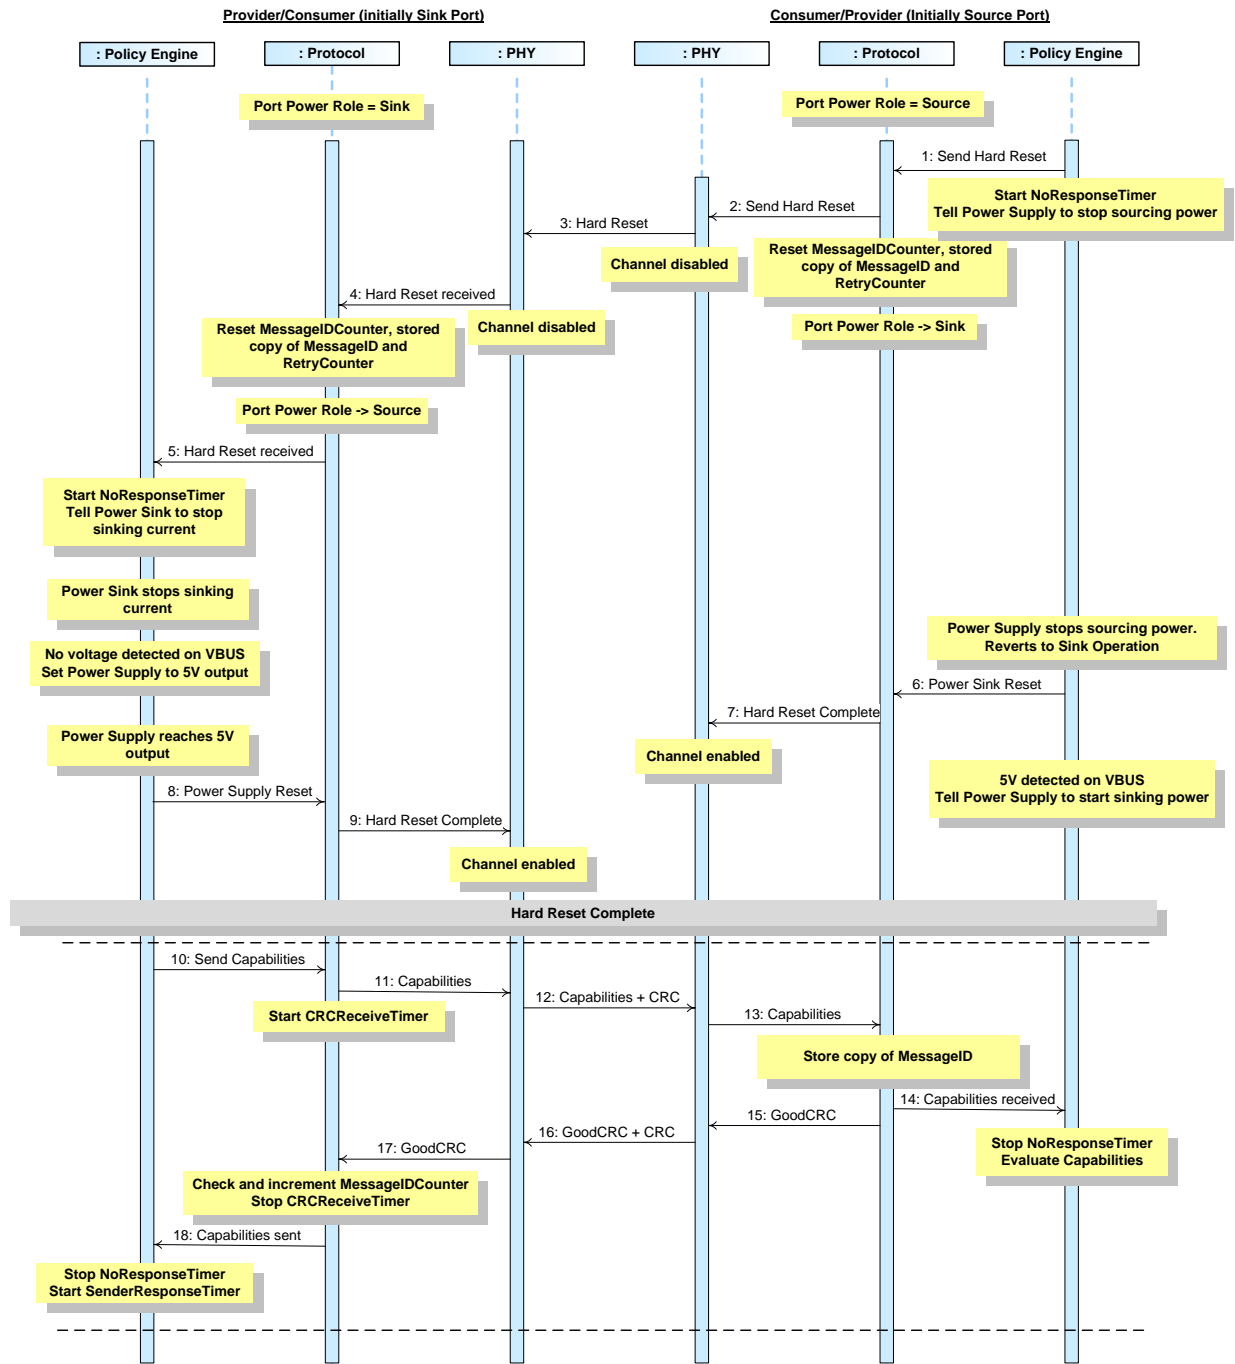 Provider/Consumer (initially Sink Port)
Consumer/Provider (Initially Source Port)
: Policy Engine
: Protocol
: PHY
: PHY
: Protocol
: Policy Engine
Port Power Role = Sink
Port Power Role = Source
1: Send Hard Reset
Start NoResponseTimer
Tell Power Supply to stop sourcing power
2: Send Hard Reset
3: Hard Reset
Channel disabled
Reset MessageIDCounter, stored
copy of MessageID and
RetryCounter
4: Hard Reset received
Channel disabled
Port Power Role -> Sink
Reset MessageIDCounter, stored
copy of MessageID and
RetryCounter
Port Power Role -> Source
5: Hard Reset received
Start NoResponseTimer
Tell Power Sink to stop
sinking current
Power Sink stops sinking
current
Power Supply stops sourcing power.
Reverts to Sink Operation
No voltage detected on VBUS
Set Power Supply to 5V output
6: Power Sink Reset
7: Hard Reset Complete
Power Supply reaches 5V
output
Channel enabled
5V detected on VBUS
Tell Power Supply to start sinking power
8: Power Supply Reset
9: Hard Reset Complete
Channel enabled
Hard Reset Complete
10: Send Capabilities
11: Capabilities
12: Capabilities + CRC
Start CRCReceiveTimer
13: Capabilities
Store copy of MessageID
14: Capabilities received
15: GoodCRC
16: GoodCRC + CRC
17: GoodCRC
Stop NoResponseTimer
Evaluate Capabilities
Check and increment MessageIDCounter
Stop CRCReceiveTimer
18: Capabilities sent
Stop NoResponseTimer
Start SenderResponseTimer